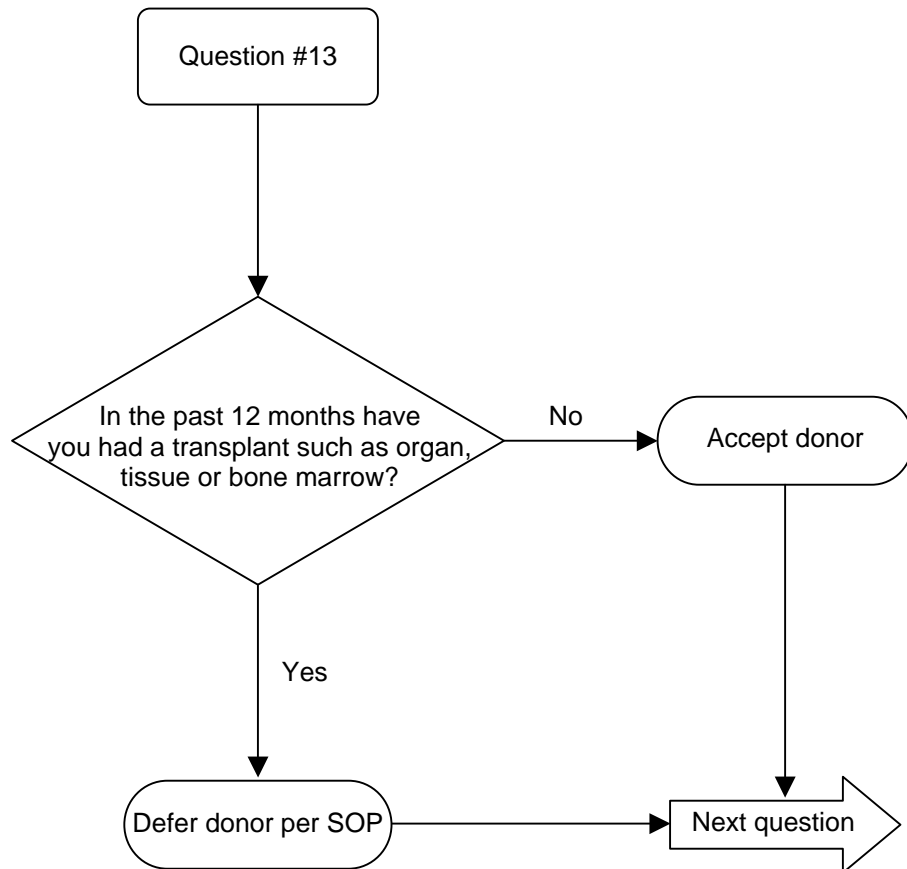 Question #13
In the past 12 months have
you had a transplant such as organ,
tissue or bone marrow?
No
Accept donor
Yes
Defer donor per SOP
Next question